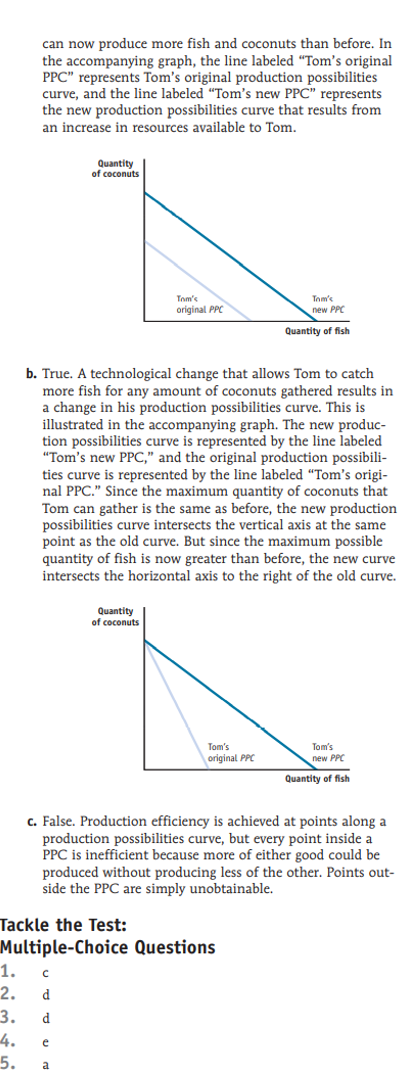 can now produce more fish and coconuts than before. In
the accompanying graph, the line labeled “Tom’s original
PPC” represents Tom’s original production possibilities
curve, and the line labeled “Tom’s new PPC” represents
the new production possibilities curve that results from
an increase in resources available to Tom.
Quantity
of coconuts
Tom’s
original PPC
Tom’s
new PPC
Quantity of fish
b. True. A technological change that allows Tom to catch
more fish for any amount of coconuts gathered results in
a change in his production possibilities curve. This is
illustrated in the accompanying graph. The new produc-
tion possibilities curve is represented by the line labeled
“Tom’s new PPC,” and the original production possibili-
ties curve is represented by the line labeled “Tom’s origi-
nal PPC.” Since the maximum quantity of coconuts that
Tom can gather is the same as before, the new production
possibilities curve intersects the vertical axis at the same
point as the old curve. But since the maximum possible
quantity of fish is now greater than before, the new curve
intersects the horizontal axis to the right of the old curve.
Quantity
of coconuts
Tom’s
original PPC
Tom’s
new PPC
Quantity of fish
c. False. Production efficiency is achieved at points along a
production possibilities curve, but every point inside a
PPC is inefficient because more of either good could be
produced without producing less of the other. Points out-
side the PPC are simply unobtainable.
Tackle the Test:
Multiple-Choice Questions
1. c
2. d
3. d
4. e
5. a